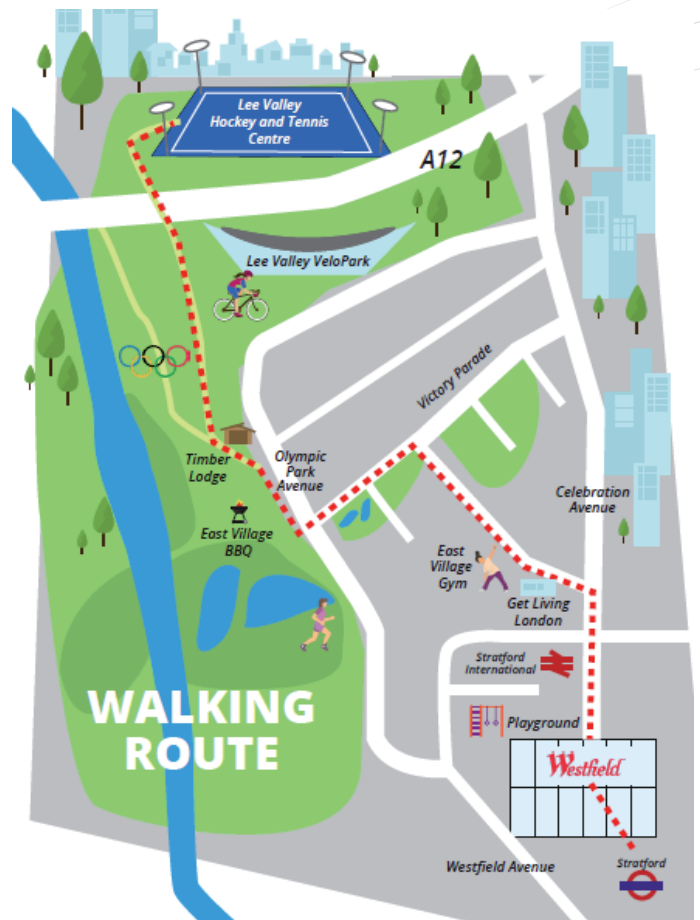 Lee Valley
Hockey and Tennis
Centre
A12
Lee Valley VeloPark
Victory Parade
Timber
Lodge
Olympic
Park
Avenue
Celebration
Avenue
East Village
BBQ
East
Village
Gym
Get Living
London
Stratford
International
WALKING
ROUTE
Playground
Westfield
Westfield Avenue
Stratford